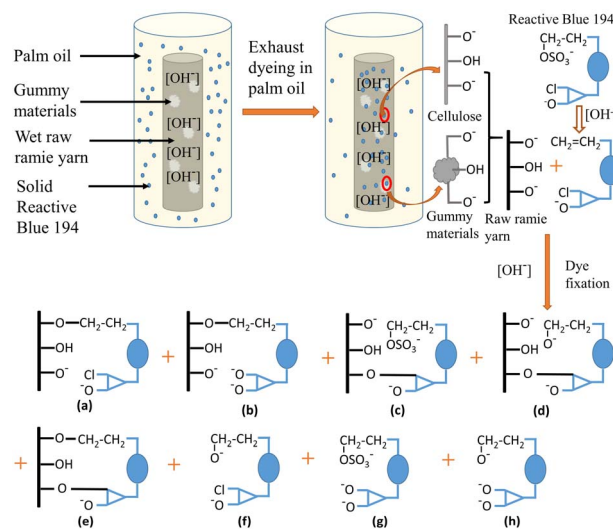 Palm oil
Gummy
materials
Wet raw
ramie yarn
Solid
Reactive
Blue 194
[OH⁻]
[OH⁻]
[OH⁻]
[OH⁻]
Exhaust
dyeing in
palm oil
[OH⁻]
[OH⁻]
[OH⁻]
[OH⁻]
O⁻
OH
O⁻
Cellulose
O⁻
OH
O⁻
Gummy
materials
O⁻
OH
O⁻
Raw ramie
yarn
+
Reactive Blue 194
CH₂-CH₂
OSO₃⁻
Cl
⁻O
[OH⁻]
CH₂=CH₂
Cl
⁻O
[OH⁻]
Dye
fixation
O—CH₂-CH₂
OH
O⁻
Cl
⁻O
(a)
+
O—CH₂-CH₂
OH
O⁻
⁻O
⁻O
(b)
+
O⁻
CH₂-CH₂
OSO₃⁻
OH
O
⁻O
(c)
+
O⁻
CH₂-CH₂
O⁻
OH
O
⁻O
(d)
+
O—CH₂-CH₂
OH
O
⁻O
(e)
+
CH₂-CH₂
O⁻
Cl
⁻O
(f)
+
CH₂-CH₂
OSO₃⁻
⁻O
⁻O
(g)
+
CH₂-CH₂
O⁻
⁻O
⁻O
(h)